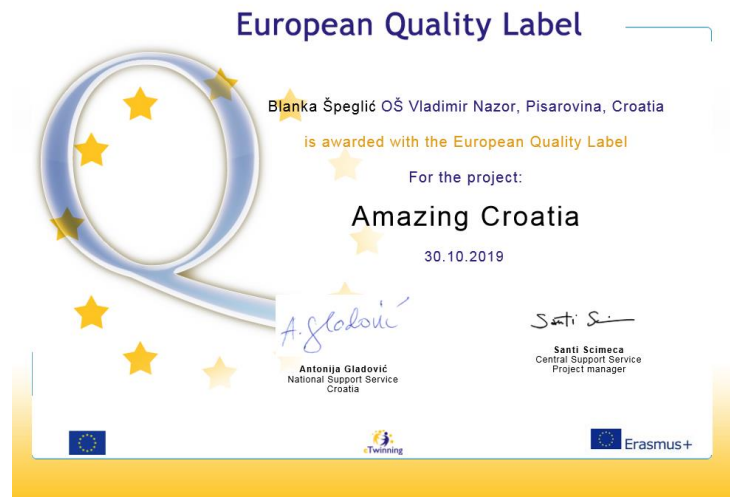 European Quality Label
Blanka Špeglić OŠ Vladimir Nazor, Pisarovina, Croatia
is awarded with the European Quality Label
For the project:
Amazing Croatia
30.10.2019
A. Gladović
Antonija Gladović
National Support Service
Croatia
Santi Sci
Santi Scimeca
Central Support Service
Project manager
eTwinning
Erasmus+